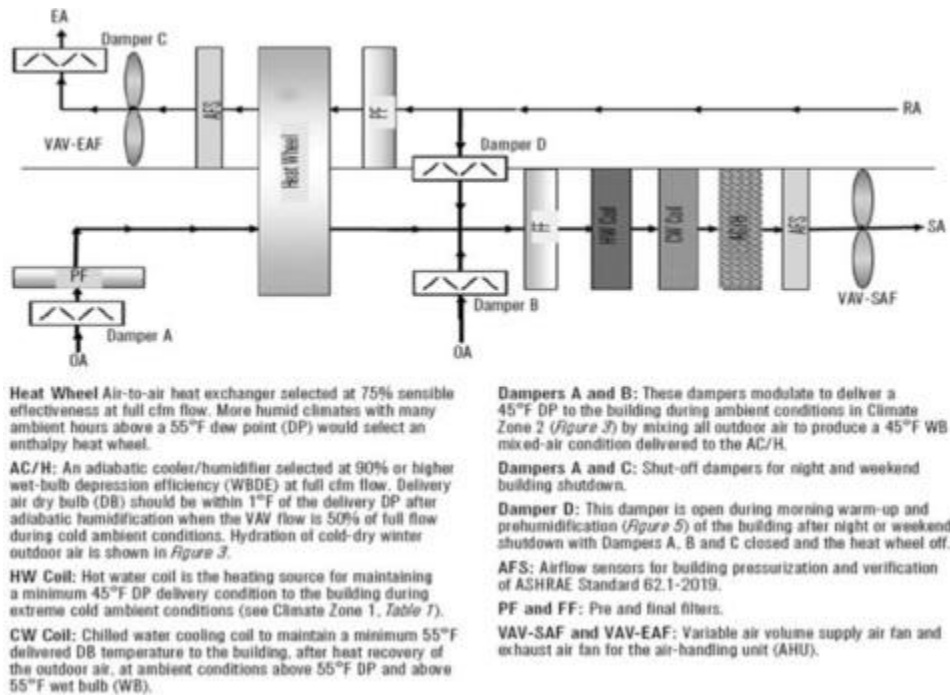 EA
Damper C
AFS
PF
RA
VAV-EAF
Heat Wheel
Damper D
HW Coil
CW Coil
AC/H
AFS
SA
PF
Damper B
VAV-SAF
Damper A
OA
OA
Heat Wheel Air-to-air heat exchanger selected at 75% sensible
effectiveness at full cfm flow. More humid climates with many
ambient hours above a 55°F dew point (DP) would select an
enthalpy heat wheel.
AC/H: An adiabatic cooler/humidifier selected at 90% or higher
wet-bulb depression efficiency (WBDE) at full cfm flow. Delivery
air dry bulb (DB) should be within 1°F of the delivery DP after
adiabatic humidification when the VAV flow is 50% of full flow
during cold ambient conditions. Hydration of cold-dry winter
outdoor air is shown in Figure 3.
HW Coil: Hot water coil is the heating source for maintaining
a minimum 45°F DP delivery condition to the building during
extreme cold ambient conditions (see Climate Zone 1, Table 1).
CW Coil: Chilled water cooling coil to maintain a minimum 55°F
delivered DB temperature to the building, after heat recovery of
the outdoor air, at ambient conditions above 55°F DP and above
55°F wet bulb (WB).
Dampers A and B: These dampers modulate to deliver a
45°F DP to the building during ambient conditions in Climate
Zone 2 (Figure 3) by mixing all outdoor air to produce a 45°F WB
mixed-air condition delivered to the AC/H.
Dampers A and C: Shut-off dampers for night and weekend
building shutdown.
Damper D: This damper is open during morning warm-up and
prehumidification (Figure 5) of the building after night or weekend
shutdown with Dampers A, B and C closed and the heat wheel off.
AFS: Airflow sensors for building pressurization and verification
of ASHRAE Standard 62.1-2019.
PF and FF: Pre and final filters.
VAV-SAF and VAV-EAF: Variable air volume supply air fan and
exhaust air fan for the air-handling unit (AHU).